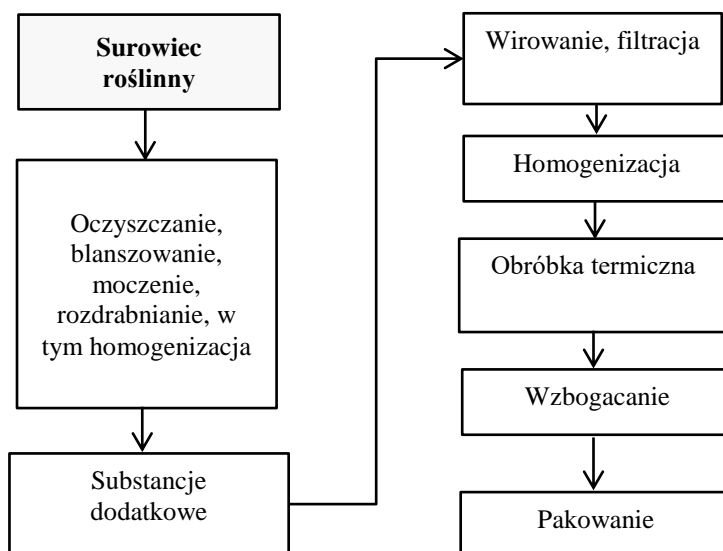 Surowiec
roślinny
Oczyszczanie,
blanszowanie,
moczenie,
rozdrabnianie, w
tym homogenizacja
Substancje
dodatkowe
Wirowanie, filtracja
Homogenizacja
Obróbka termiczna
Wzbogacanie
Pakowanie